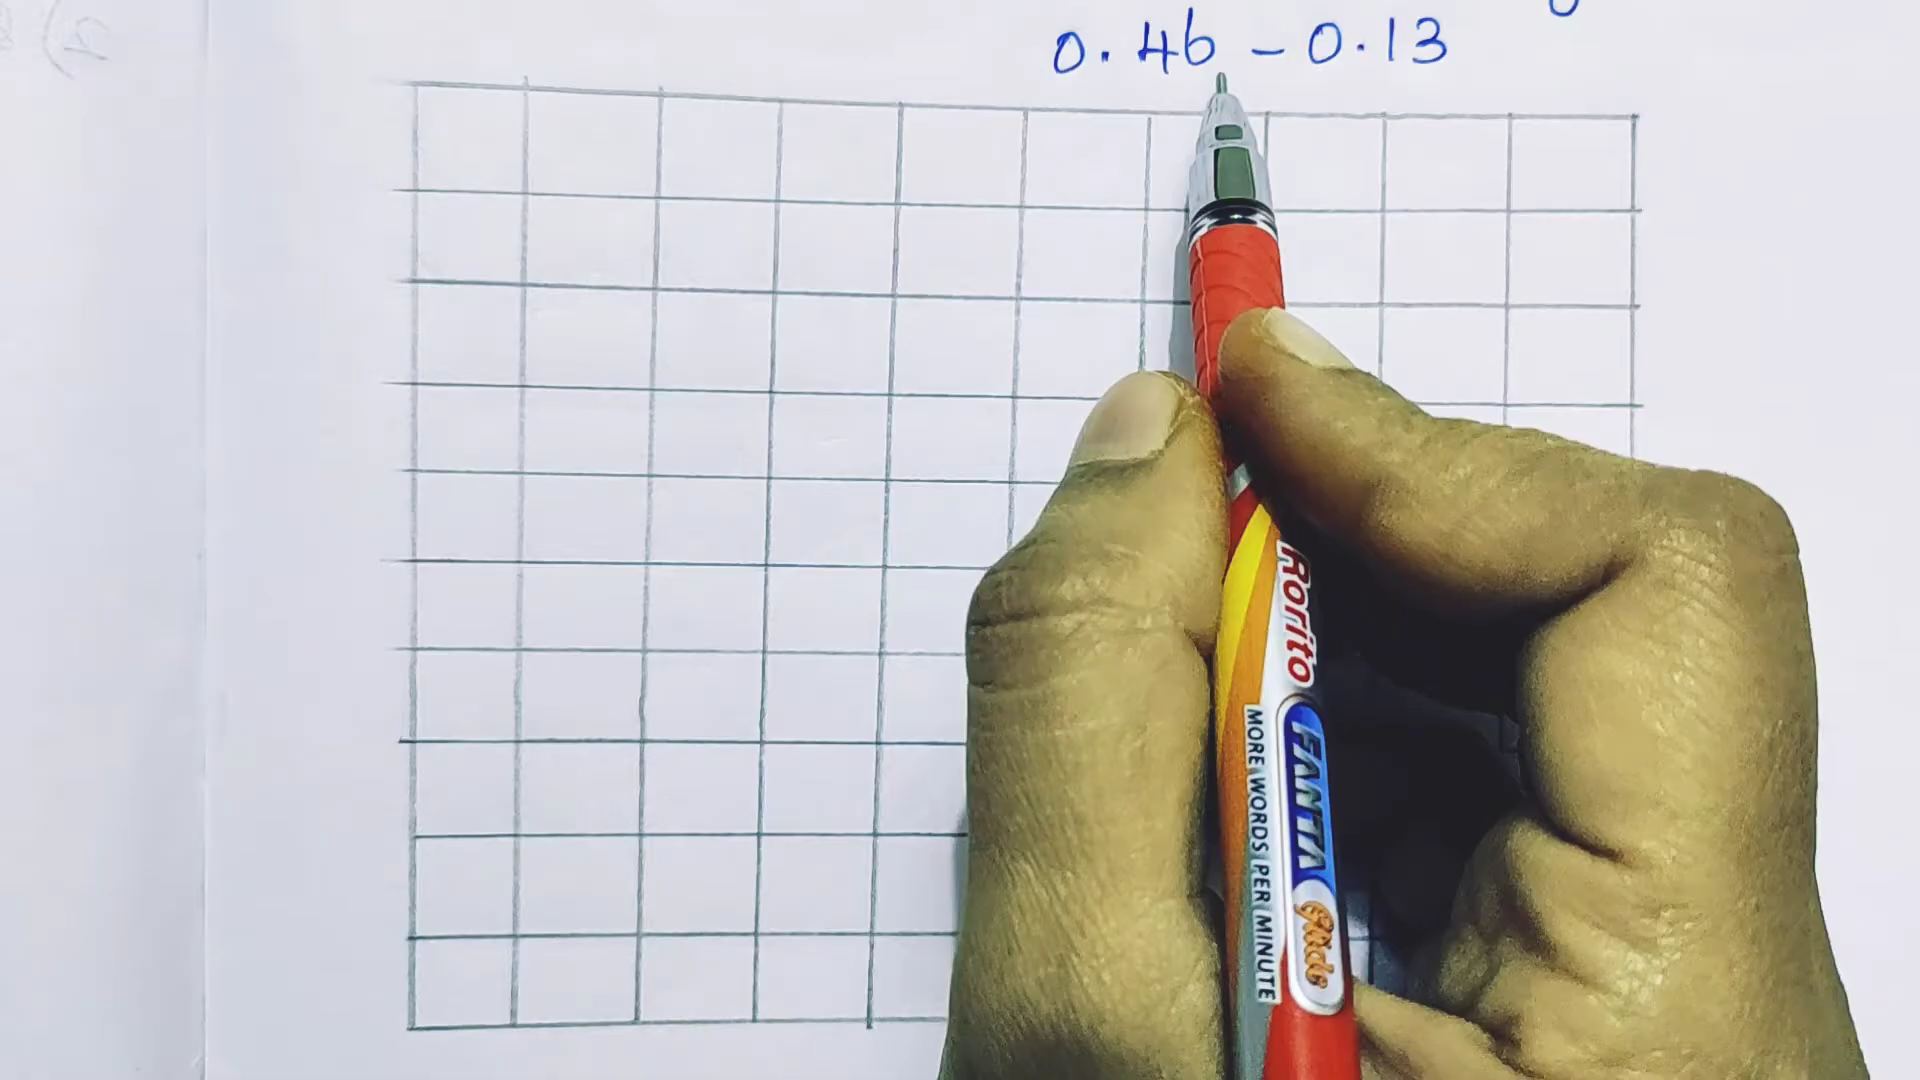 0.46 - 0.13
Rorito
FANTA
Glide
MORE WORDS PER MINUTE